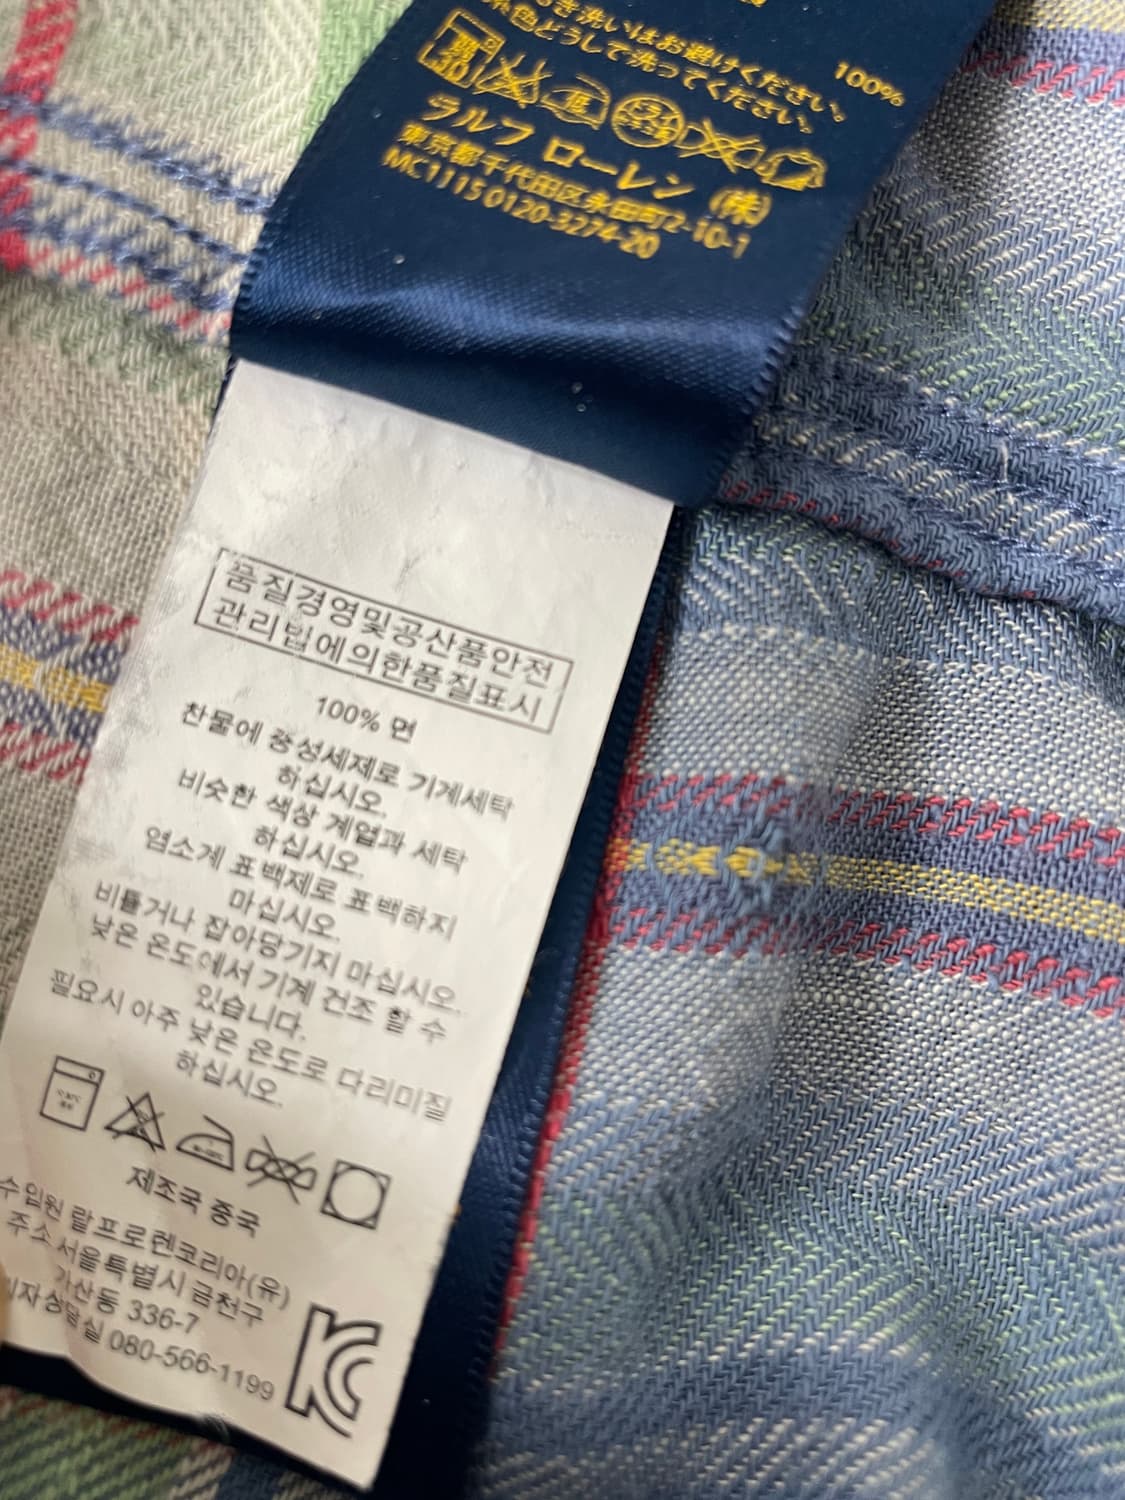 100%
おき洗いはお避けください。
系色どうしで洗ってください。
ラルフ ローレン (株)
東京都千代田区永田町2-10-1
MC1115 0120-3274-20
품질경영및공산품안전
관리법에의한품질표시
100% 면
찬물에 중성세제로 기계세탁
하십시오.
비슷한 색상 계열과 세탁
하십시오.
염소계 표백제로 표백하지
마십시오.
비틀거나 잡아당기지 마십시오.
낮은 온도에서 기계 건조 할 수
있습니다.
필요시 아주 낮은 온도로 다리미질
하십시오.
제조국 중국
수입원 랄프로렌코리아(유)
주소 서울특별시 금천구
가산동 336-7
비자상담실 080-566-1199